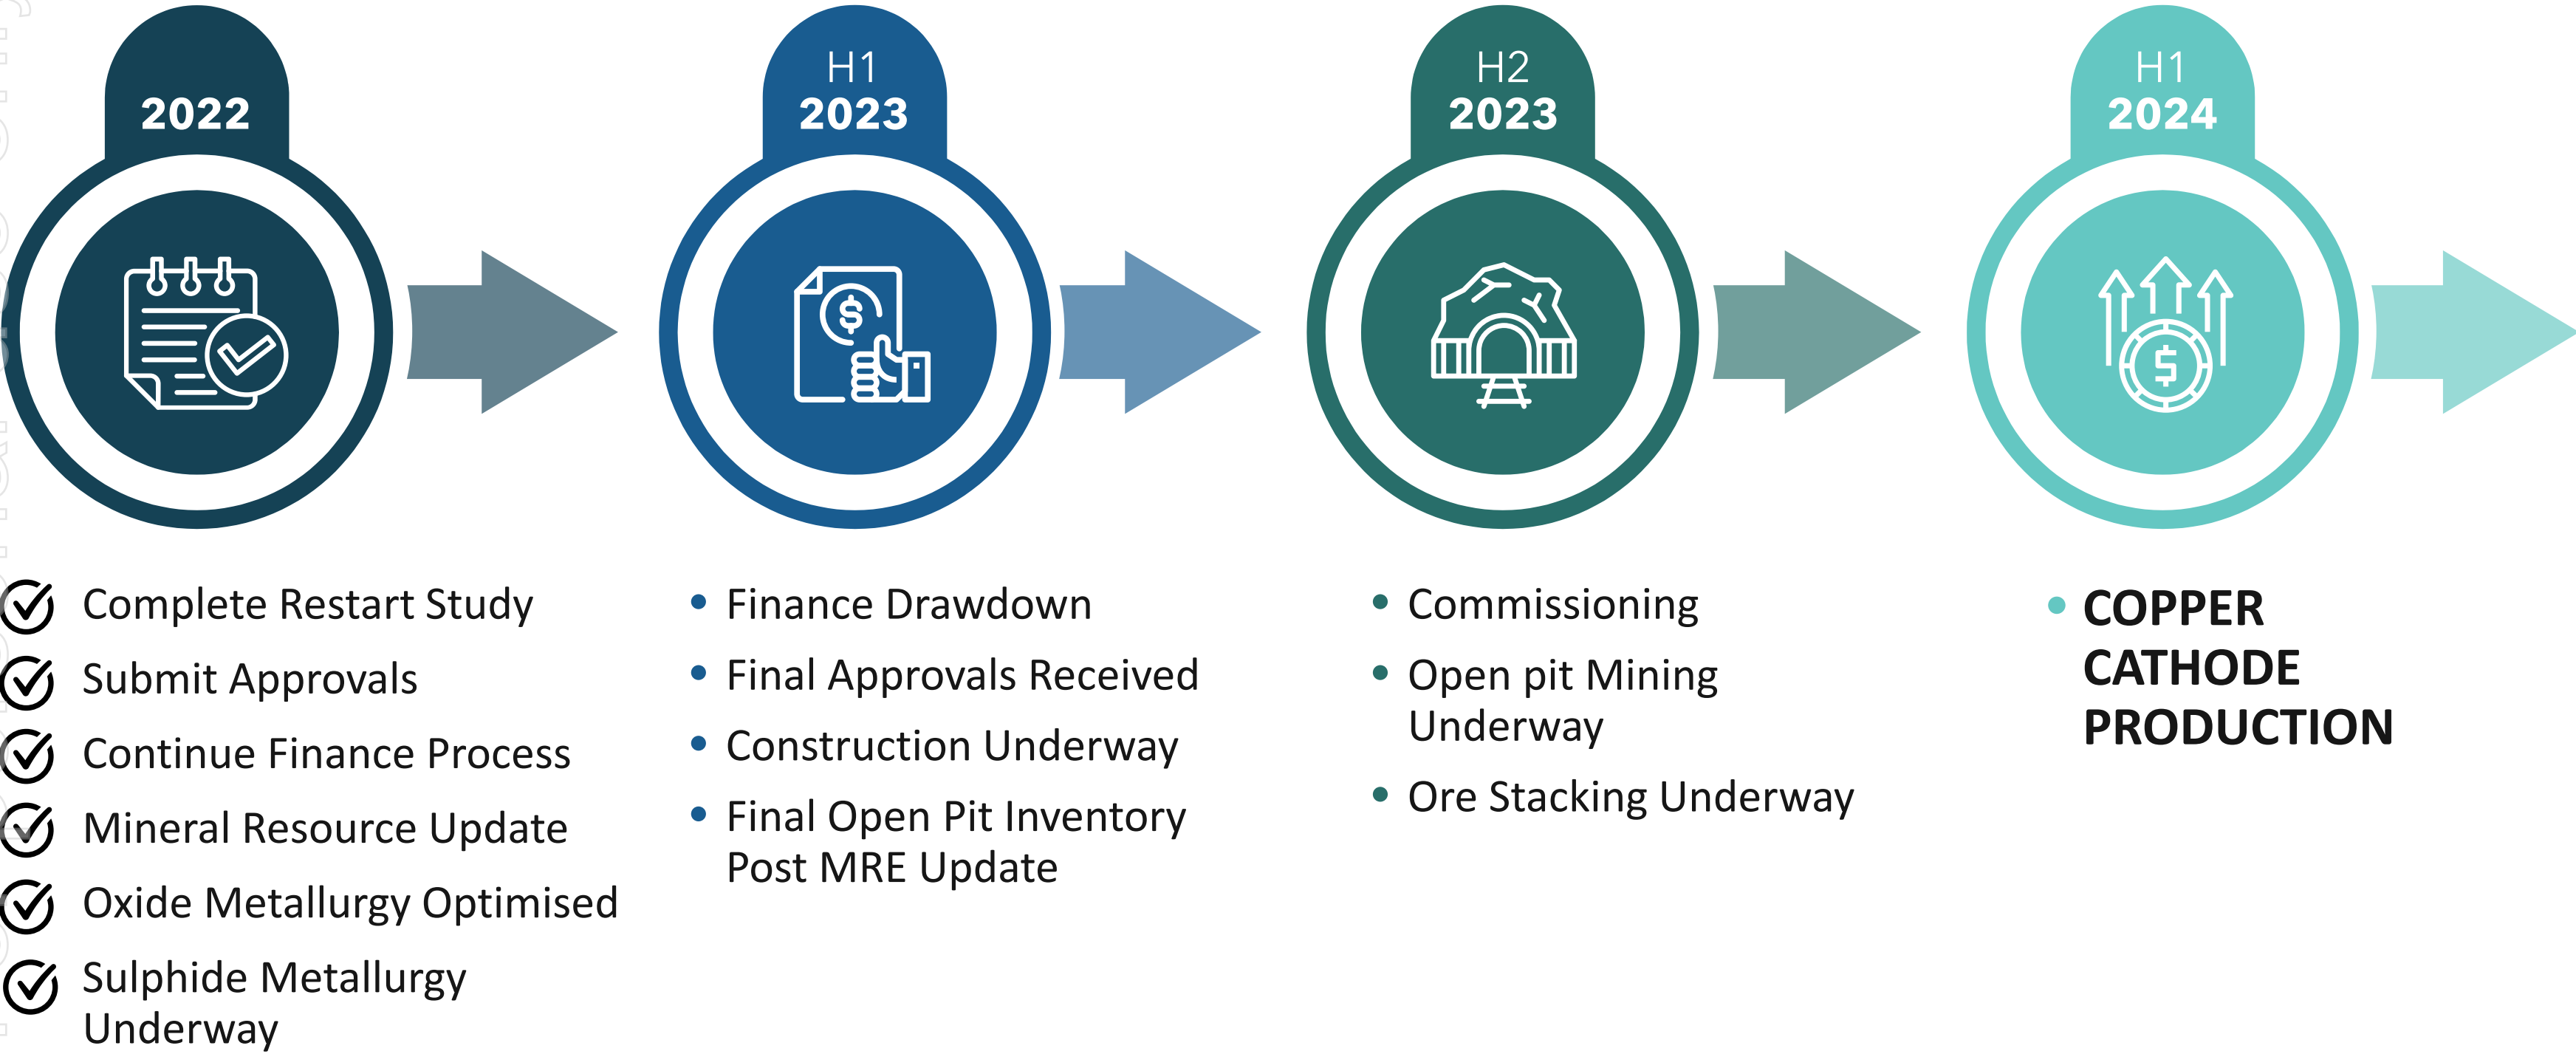 2022
Complete Restart Study
Submit Approvals
Continue Finance Process
Mineral Resource Update
Oxide Metallurgy Optimised
Sulphide Metallurgy
Underway
H1
2023
• Finance Drawdown
• Final Approvals Received
• Construction Underway
• Final Open Pit Inventory
Post MRE Update
H2
2023
• Commissioning
• Open pit Mining
Underway
• Ore Stacking Underway
H1
2024
• COPPER
CATHODE
PRODUCTION